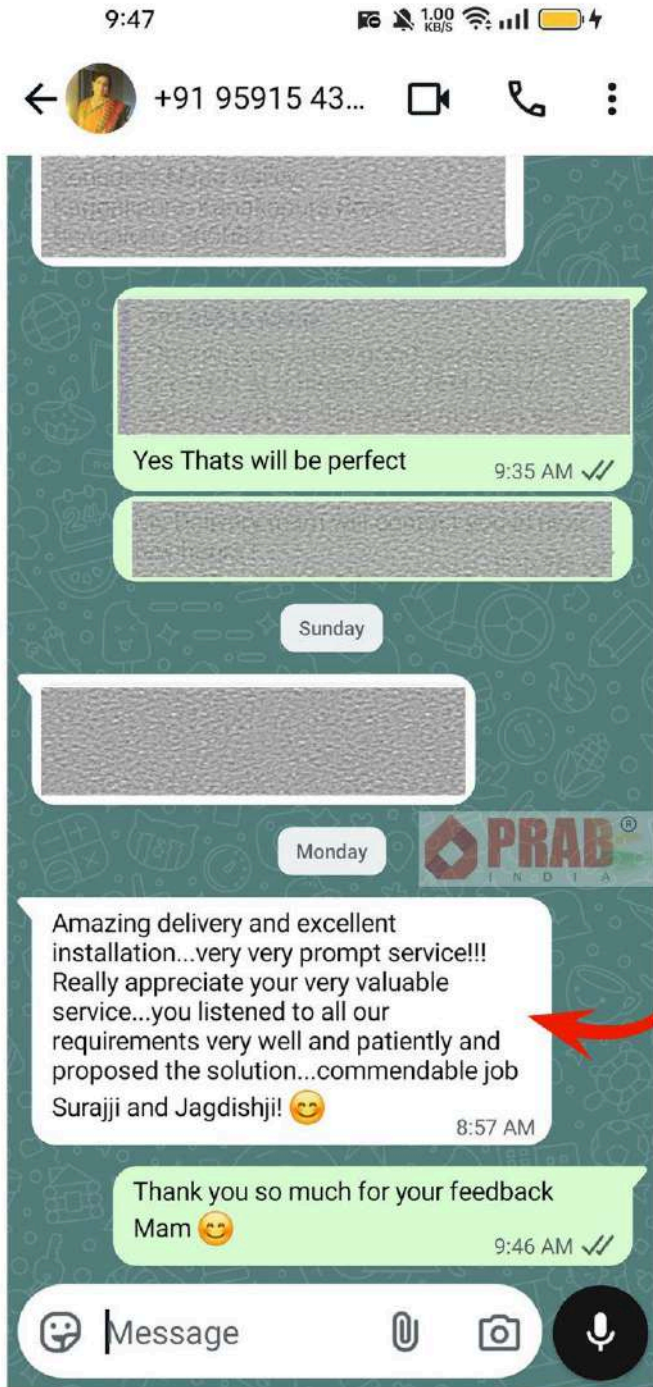 9:47
1.00
KB/S
+91 95915 43...
Yes Thats will be perfect
9:35 AM
Sunday
Monday
PRAB®
INDIA
Amazing delivery and excellent
installation...very very prompt service!!!
Really appreciate your very valuable
service...you listened to all our
requirements very well and patiently and
proposed the solution...commendable job
Surajji and Jagdishji! 😊
8:57 AM
Thank you so much for your feedback
Mam 😊
9:46 AM
Message